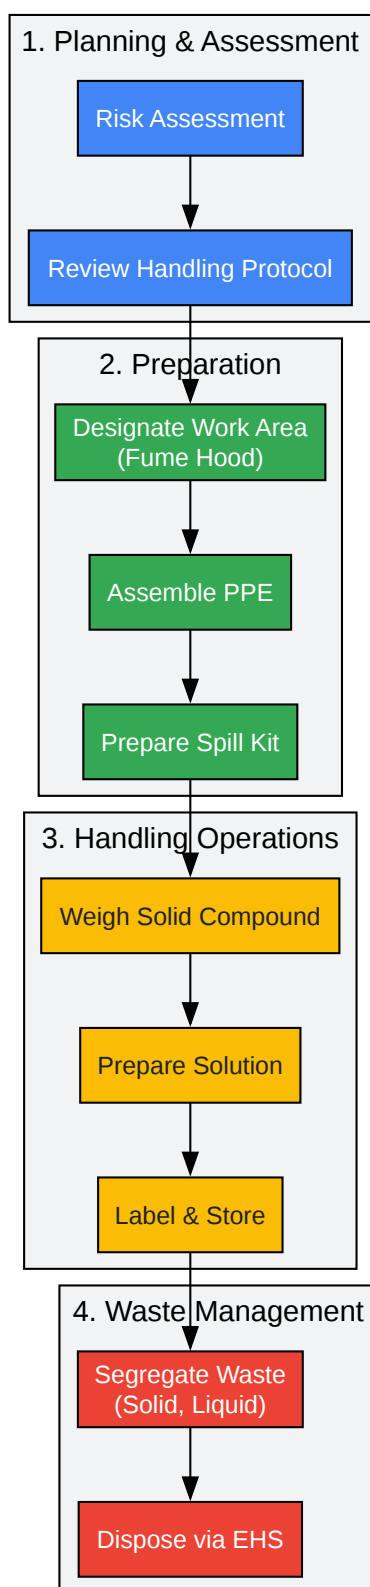 1. Planning & Assessment
Risk Assessment
Review Handling Protocol
2. Preparation
Designate Work Area
(Fume Hood)
Assemble PPE
Prepare Spill Kit
3. Handling Operations
Weigh Solid Compound
Prepare Solution
Label & Store
4. Waste Management
Segregate Waste
(Solid, Liquid)
Dispose via EHS